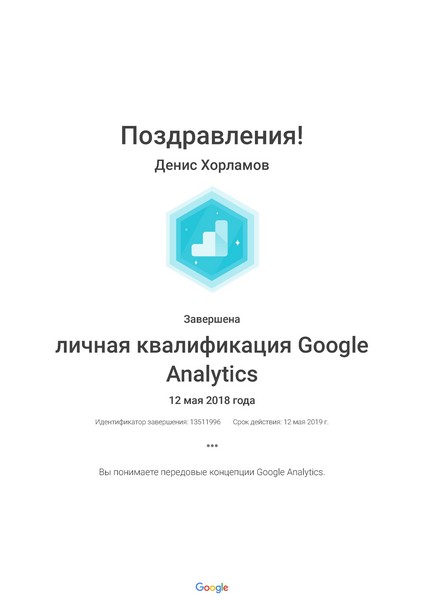 Поздравления!
Денис Хорламов
Завершена
личная квалификация Google
Analytics
12 мая 2018 года
Идентификатор завершения: 13511996 Срок действия: 12 мая 2019 г.
•••
Вы понимаете передовые концепции Google Analytics.
Google